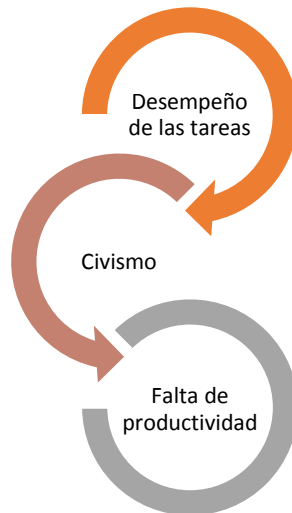 Desempeño
de las tareas
Civismo
Falta de
productividad